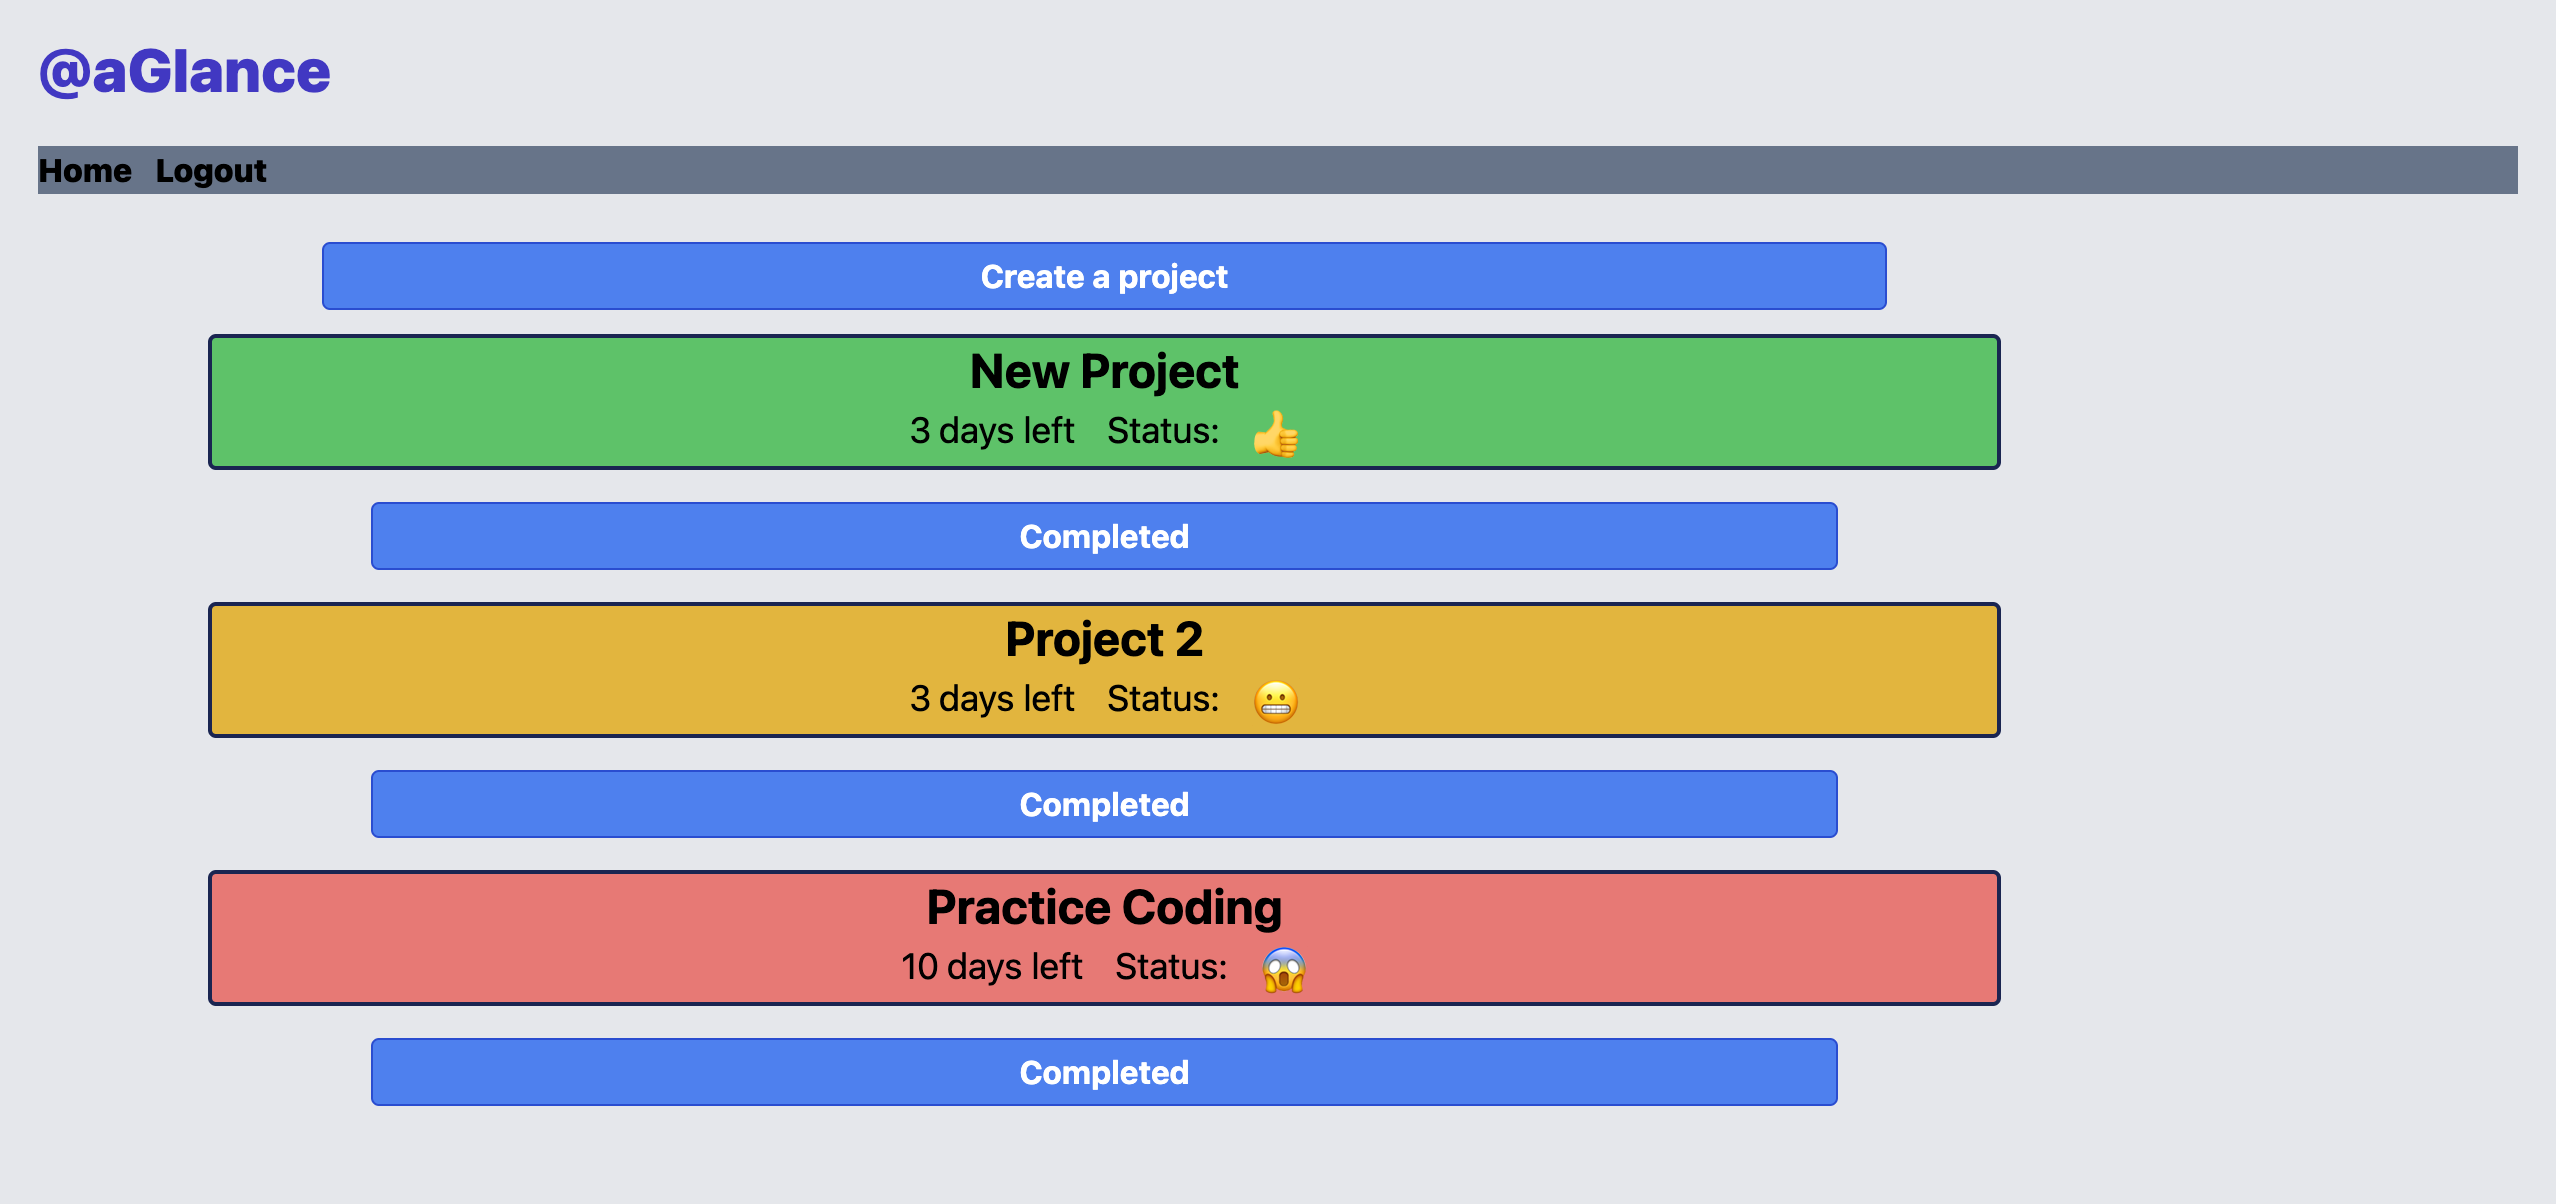 @aGlance
Home Logout
Create a project
New Project
3 days left Status: 👍
Completed
Project 2
3 days left Status: 😬
Completed
Practice Coding
10 days left Status: 😱
Completed